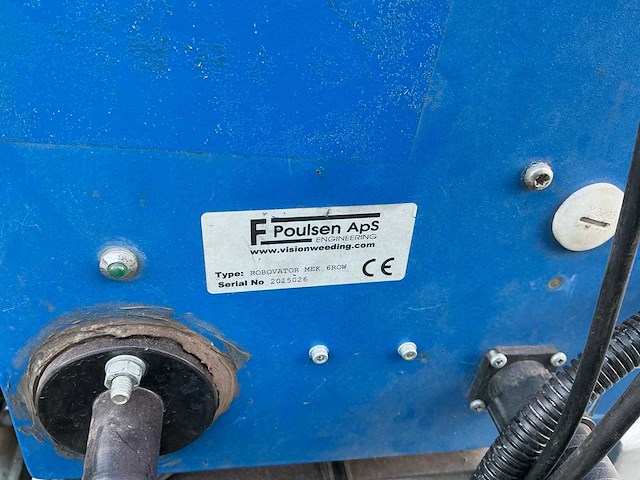 F Poulsen ApS
ENGINEERING
www.visionweeding.com
Type: ROBOVATOR MEK 6ROW
Serial No 2015026
CE